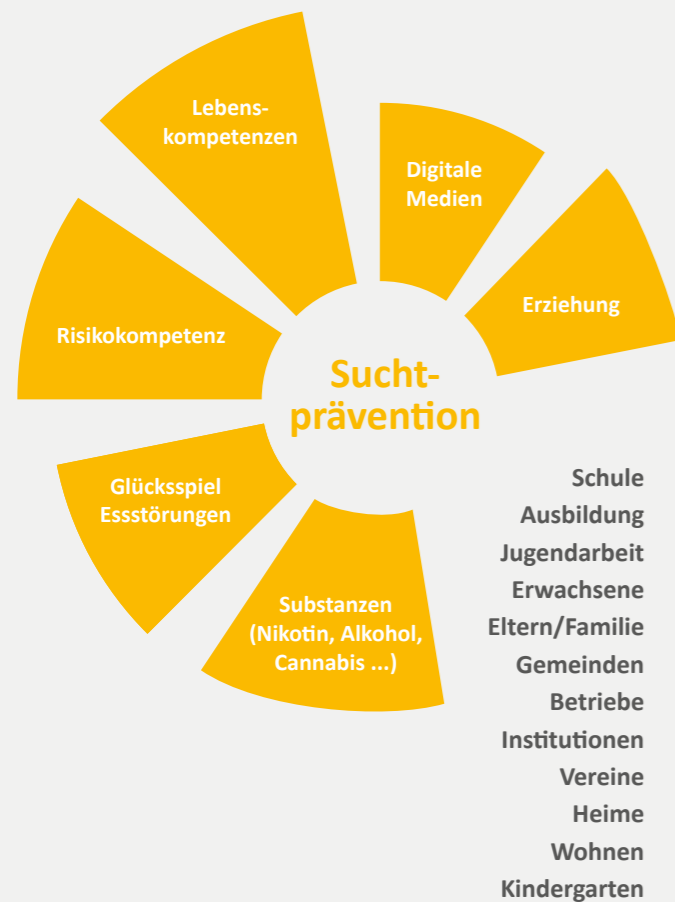 Lebens-
kompetenzen
Digitale
Medien
Erziehung
Risikokompetenz
Sucht-
prävention
Glücksspiel
Essstörungen
Substanzen
(Nikotin, Alkohol,
Cannabis ...)
Schule
Ausbildung
Jugendarbeit
Erwachsene
Eltern/Familie
Gemeinden
Betriebe
Institutionen
Vereine
Heime
Wohnen
Kindergarten